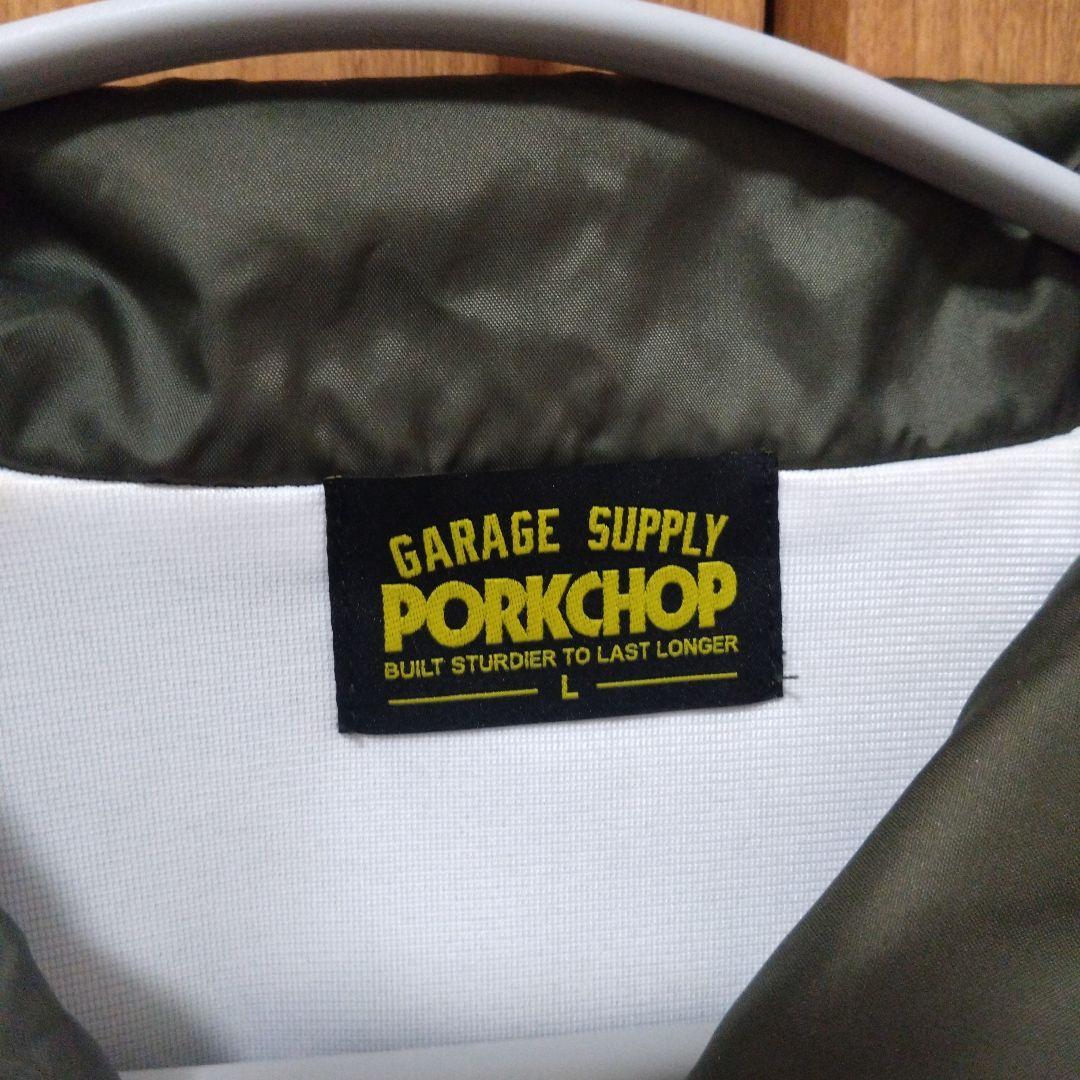 GARAGE SUPPLY
PORKCHOP
BUILT STURDIER TO LAST LONGER
L